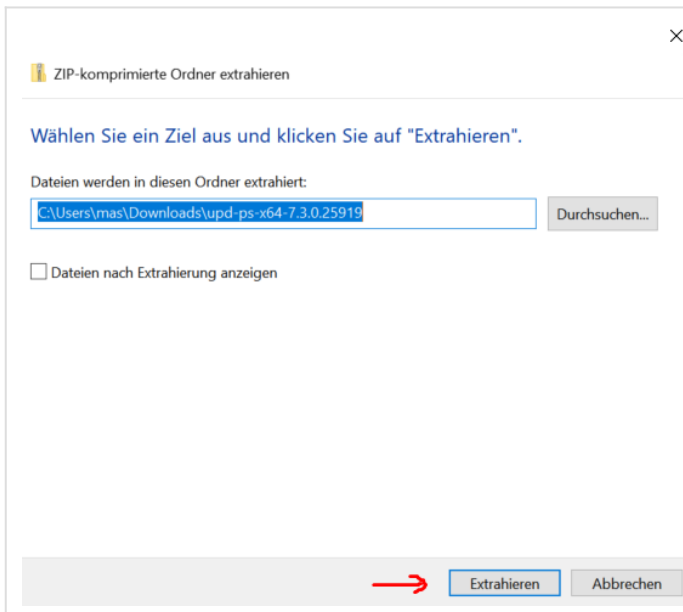 ZIP-komprimierte Ordner extrahieren
Wählen Sie ein Ziel aus und klicken Sie auf "Extrahieren".
Dateien werden in diesen Ordner extrahiert:
C:\Users\mas\Downloads\upd-ps-x64-7.3.0.25919
Durchsuchen...
Dateien nach Extrahierung anzeigen
Extrahieren
Abbrechen